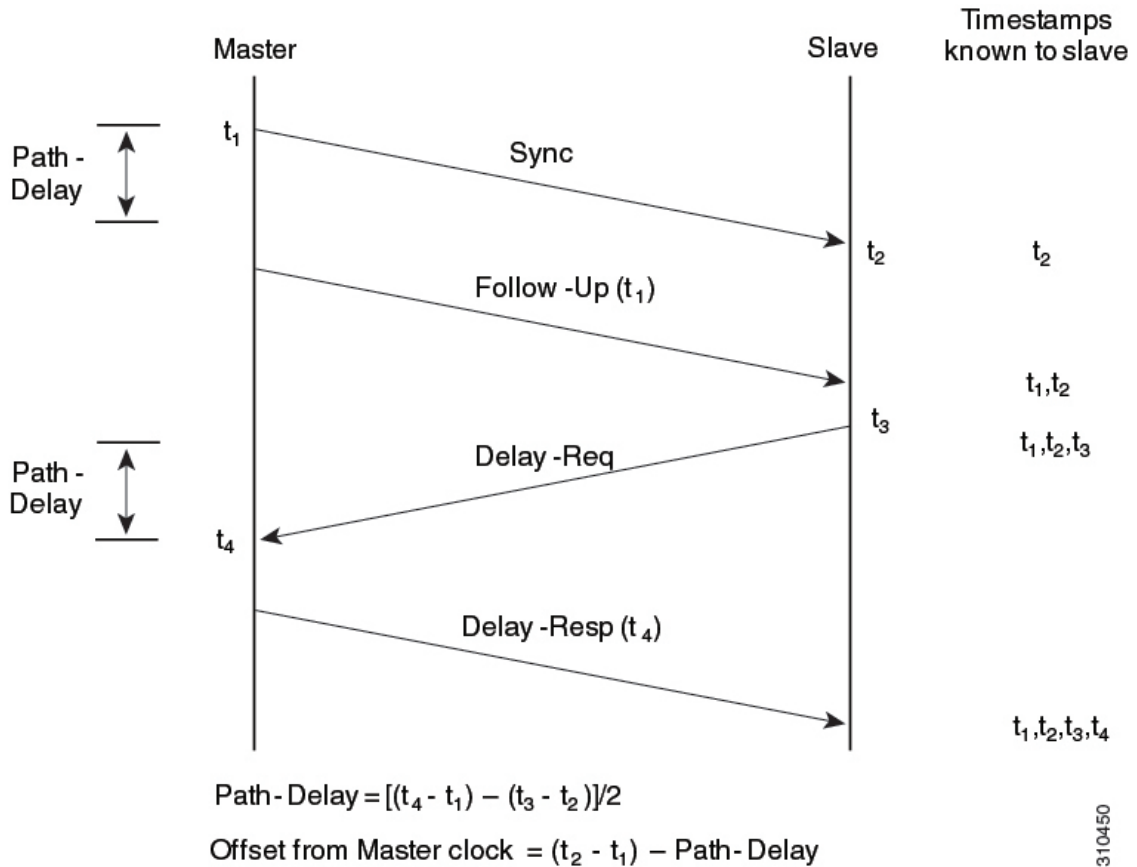 Timestamps
Master
Slave
known to slave
t₁
Path -
Delay
Sync
t₂
t₂
Follow -Up (t₁)
t₁,t₂
t₃
t₁,t₂,t₃
Path -
Delay
Delay -Req
t₄
Delay -Resp (t₄)
t₁,t₂,t₃,t₄
Path - Delay = [(t₄ - t₁) – (t₃ - t₂)]/2
Offset from Master clock = (t₂ - t₁) – Path - Delay
310450